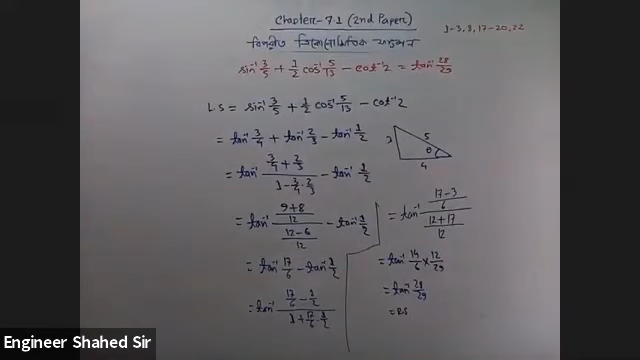 Chapter-7.1 (2nd Paper)
বিপরীত ত্রিকোণমিতিক ফাংশন
1-3, 8, 17-20, 22
sin⁻¹ 3/5 + 1/2 cos⁻¹ 5/13 - cot⁻¹ 2 = tan⁻¹ 28/29
L.S = sin⁻¹ 3/5 + 1/2 cos⁻¹ 5/13 - cot⁻¹ 2
= tan⁻¹ 3/4 + tan⁻¹ 2/3 - tan⁻¹ 1/2
3 5 θ 4
= tan⁻¹ (3/4 + 2/3)/(1 - 3/4 · 2/3) - tan⁻¹ 1/2
= tan⁻¹ ((9+8)/12)/((12-6)/12) - tan⁻¹ 1/2
= tan⁻¹ 17/6 - tan⁻¹ 1/2
= tan⁻¹ (17/6 - 1/2)/(1 + 17/6 · 1/2)
= tan⁻¹ ((17-3)/6)/((12+17)/12)
= tan⁻¹ 14/6 × 12/29
= tan⁻¹ 28/29
= RS
Engineer Shahed Sir